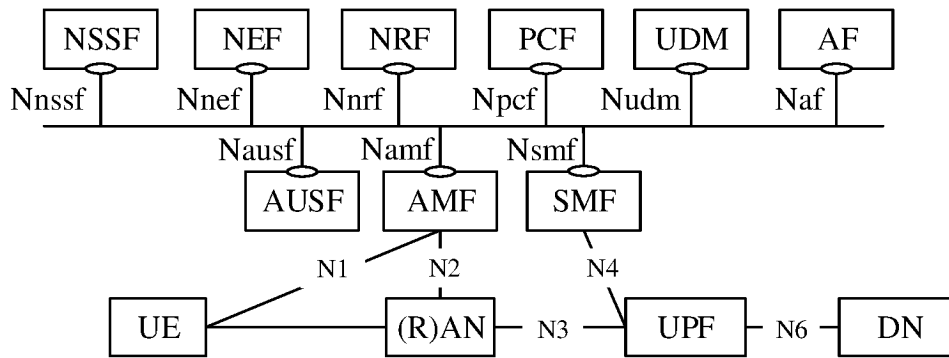 NSSF NEF NRF PCF UDM AF
Nnssf Nnef Nnrf Npcf Nudm Naf
Nausf Namf Nsmf
AUSF AMF SMF
N1 N2 N4
UE (R)AN N3 UPF N6 DN